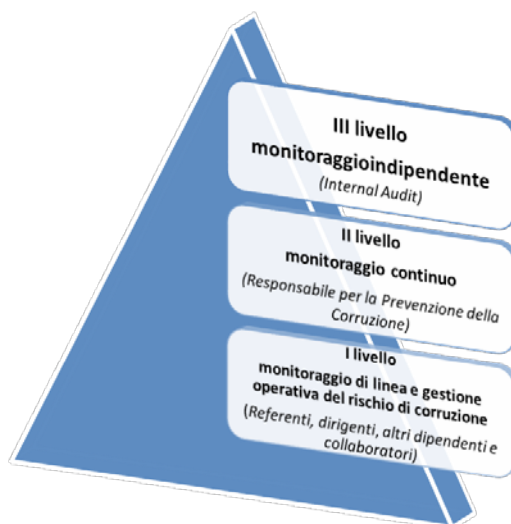 III livello
monitoraggioindipendente
(Internal Audit)
II livello
monitoraggio continuo
(Responsabile per la Prevenzione della
Corruzione)
I livello
monitoraggio di linea e gestione
operativa del rischio di corruzione
(Referenti, dirigenti, altri dipendenti e
collaboratori)